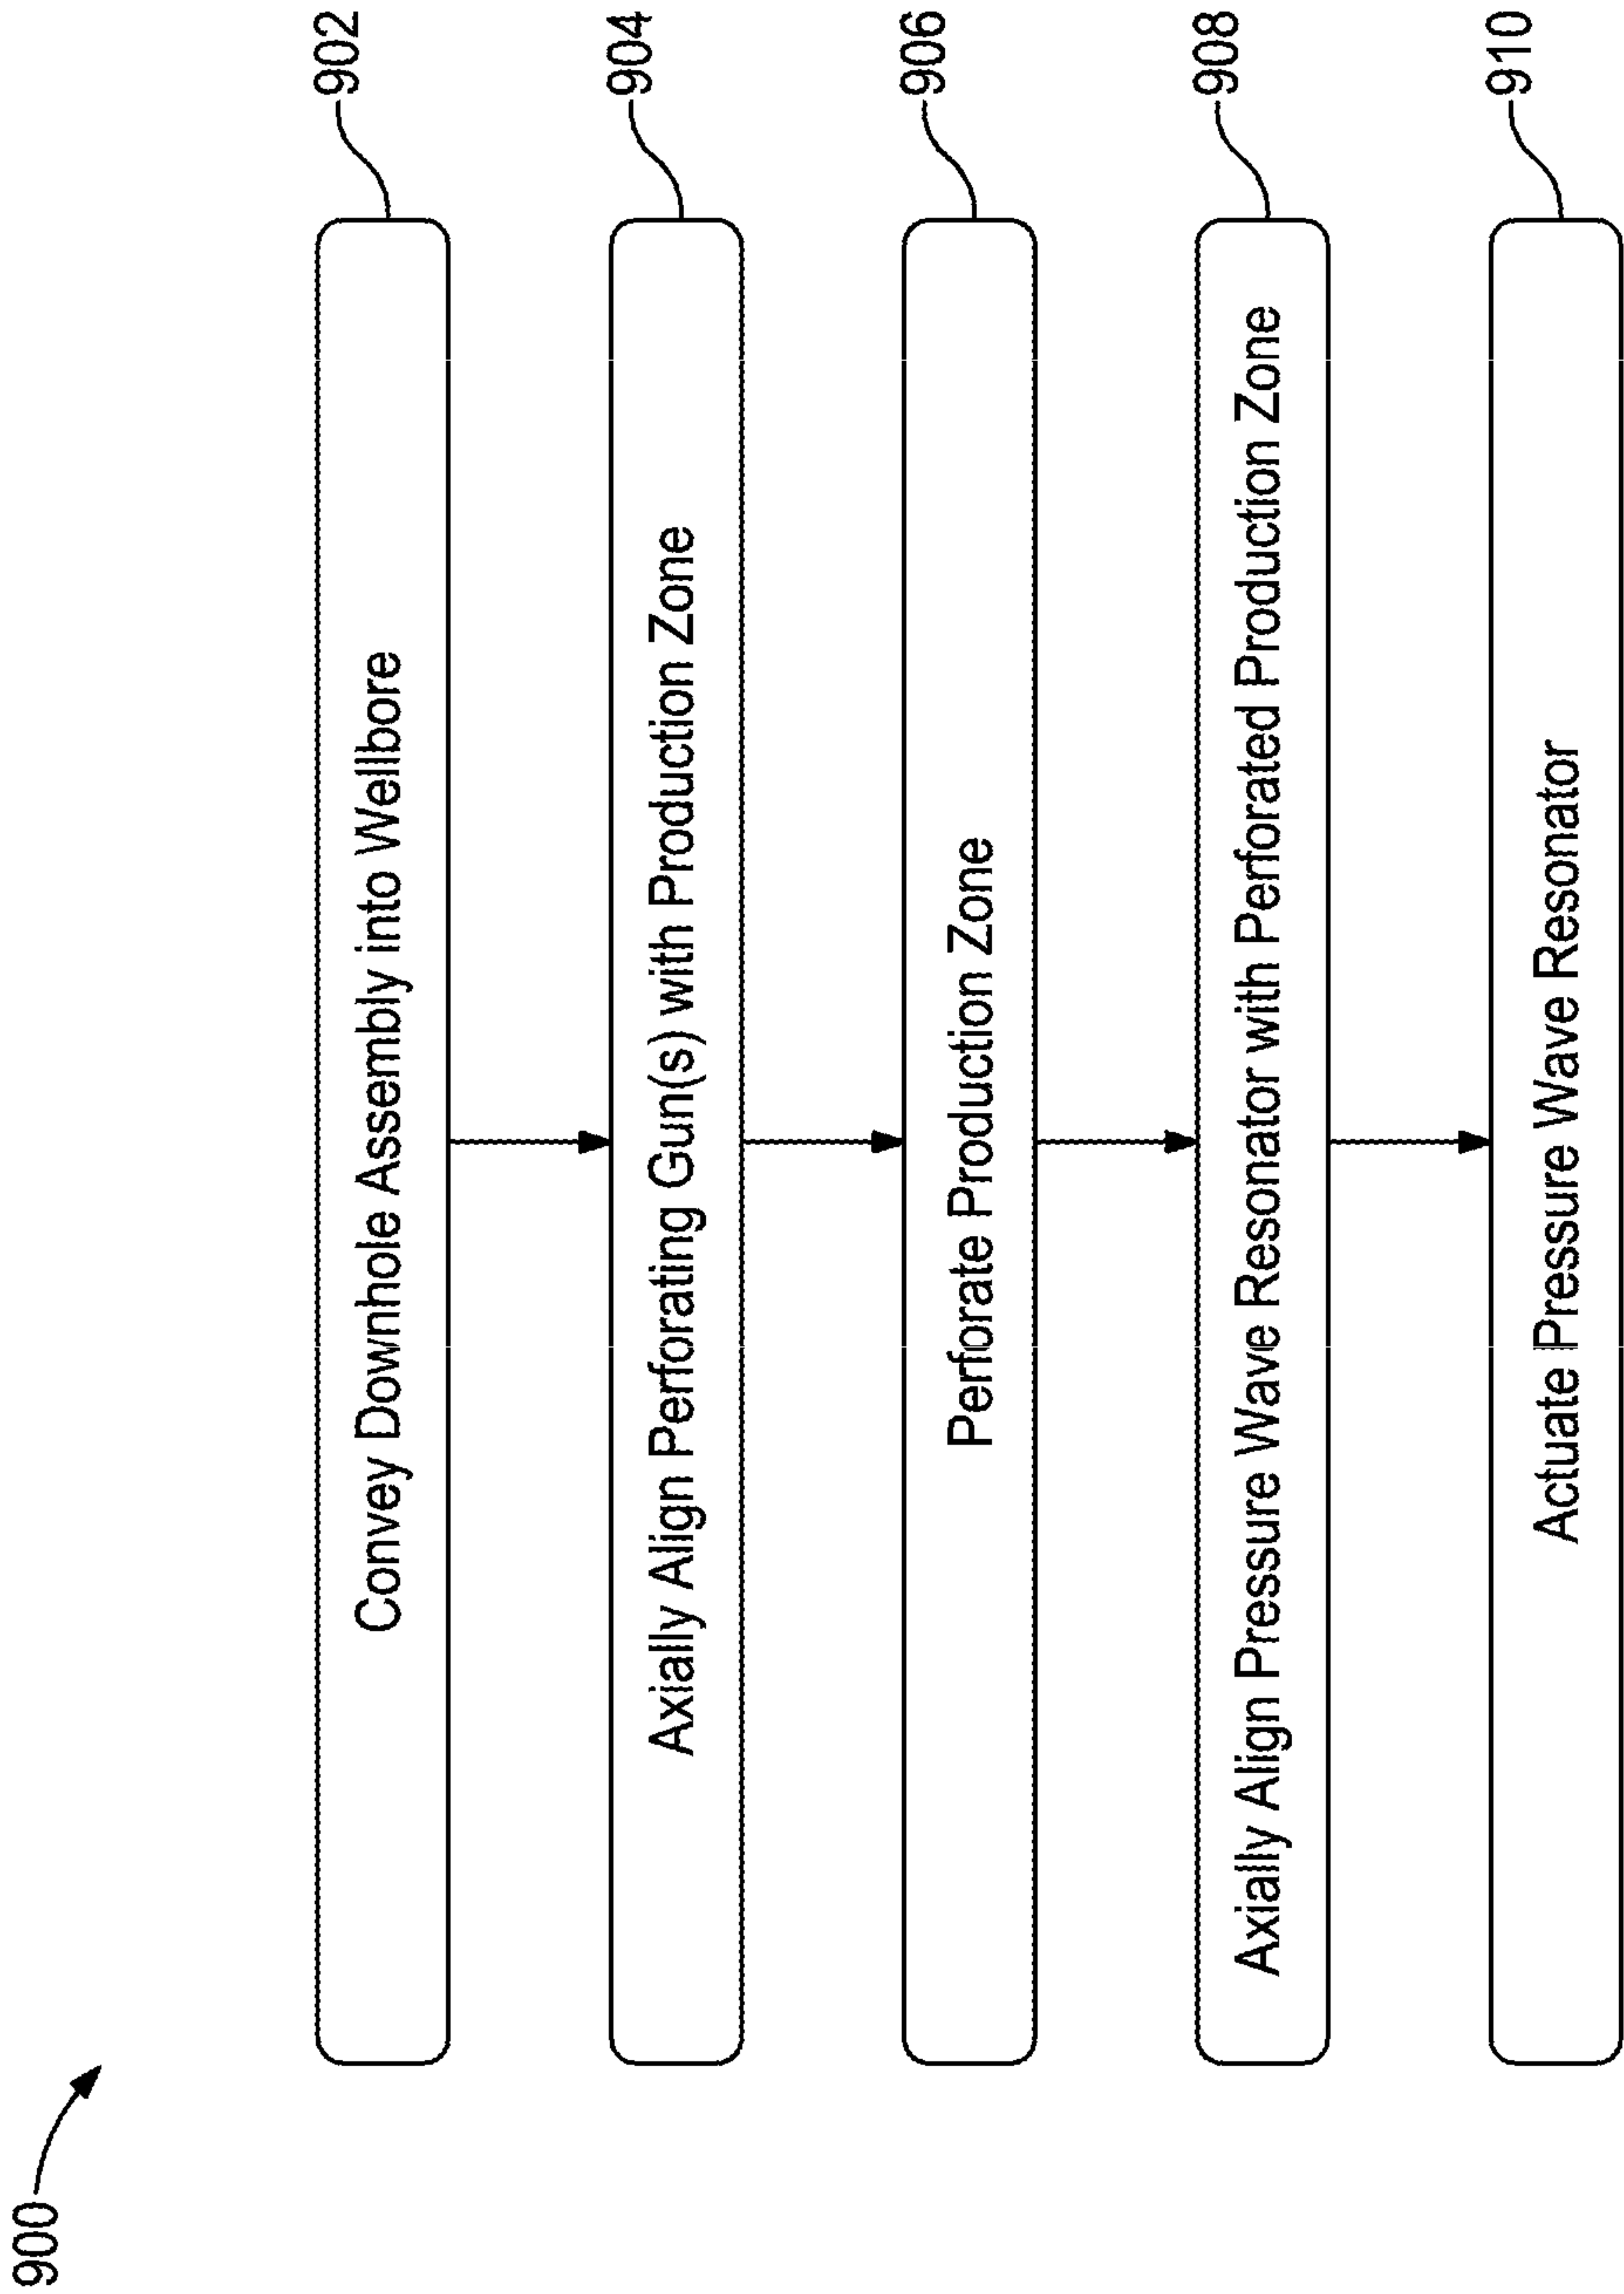 900
902
Convey Downhole Assembly into Wellbore
904
Axially Align Perforating Gun(s) with Production Zone
906
Perforate Production Zone
908
Axially Align Pressure Wave Resonator with Perforated Production Zone
910
Actuate Pressure Wave Resonator